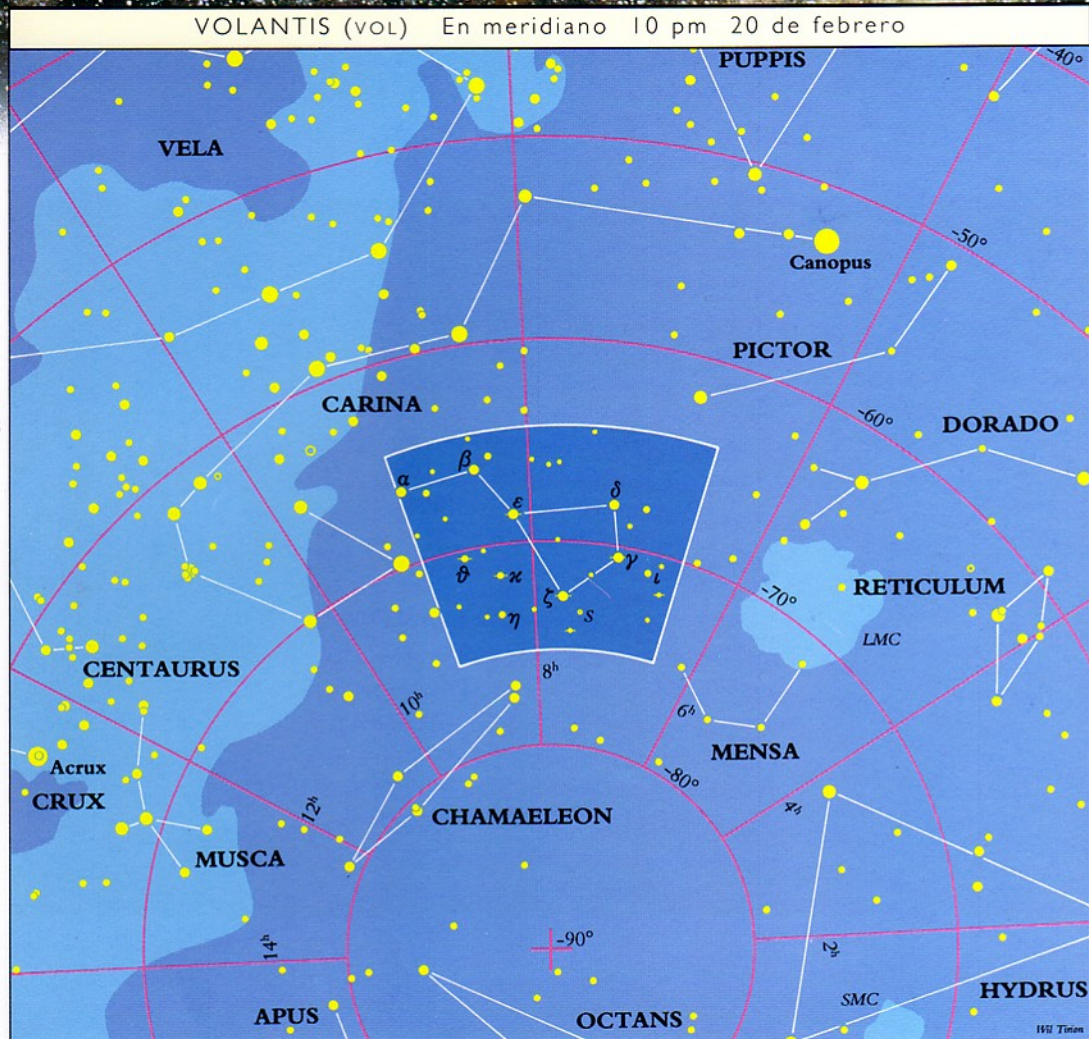 VOLANTIS (VOL) En meridiano 10 pm 20 de febrero
PUPPIS
-40°
VELA
-50°
Canopus
PICTOR
CARINA
-60°
DORADO
β
α
δ
ε
γ
ϑ
ϰ
ι
ζ
η
S
-70°
RETICULUM
LMC
CENTAURUS
8h
10h
6h
MENSA
Acrux
-80°
CRUX
12h
4h
CHAMAELEON
MUSCA
14h
-90°
2h
HYDRUS
SMC
APUS
OCTANS
Wil Tirion